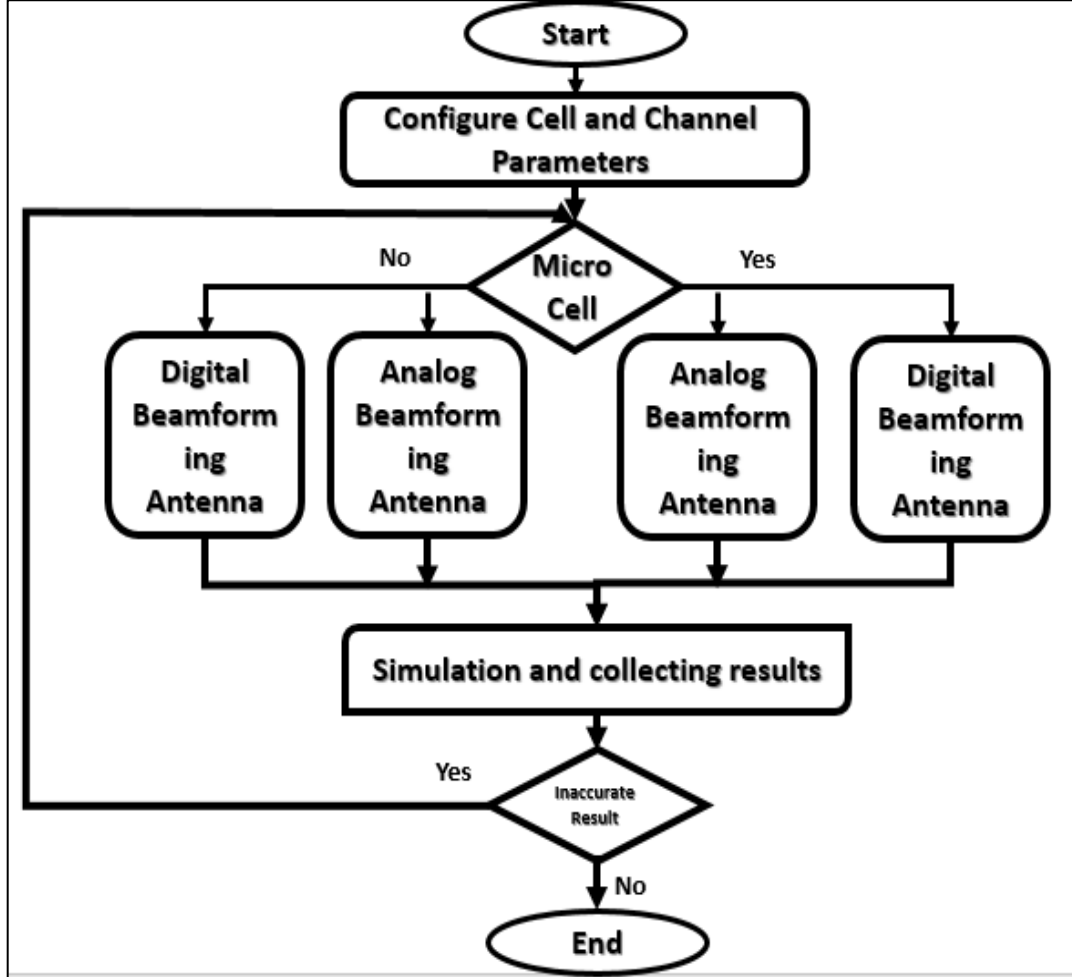 Start
Configure Cell and Channel
Parameters
No
Micro
Cell
Yes
Digital
Beamform
ing
Antenna
Analog
Beamform
ing
Antenna
Analog
Beamform
ing
Antenna
Digital
Beamform
ing
Antenna
Simulation and collecting results
Yes
Inaccurate
Result
No
End